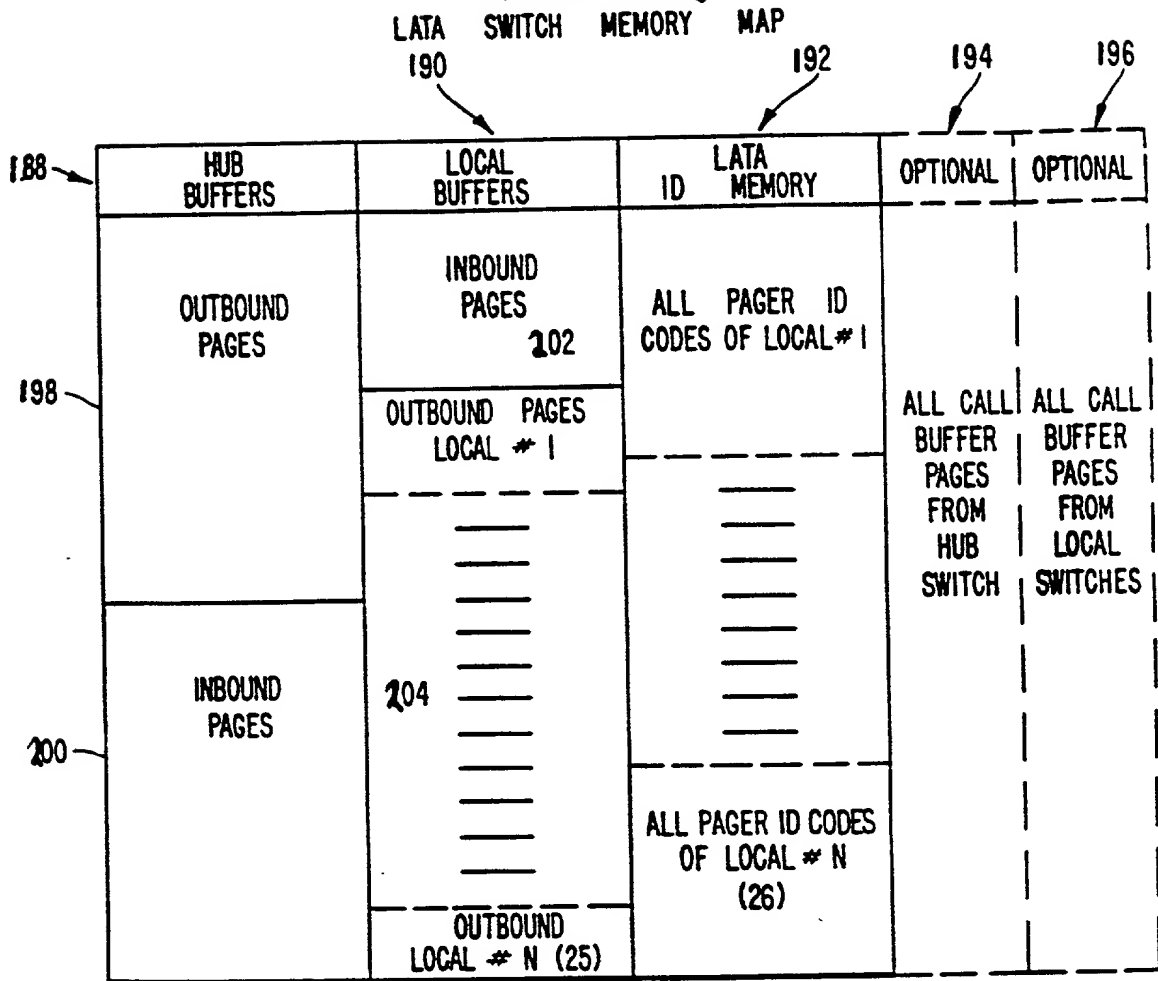 LATA SWITCH MEMORY MAP
190 192 194 196
188
HUB BUFFERS
LOCAL BUFFERS
LATA
ID MEMORY
OPTIONAL
OPTIONAL
OUTBOUND
PAGES
198
INBOUND
PAGES
200
INBOUND
PAGES
202
OUTBOUND PAGES
LOCAL # 1
204
OUTBOUND
LOCAL # N (25)
ALL PAGER ID
CODES OF LOCAL # 1
ALL PAGER ID CODES
OF LOCAL # N
(26)
ALL CALL
BUFFER
PAGES
FROM
HUB
SWITCH
ALL CALL
BUFFER
PAGES
FROM
LOCAL
SWITCHES